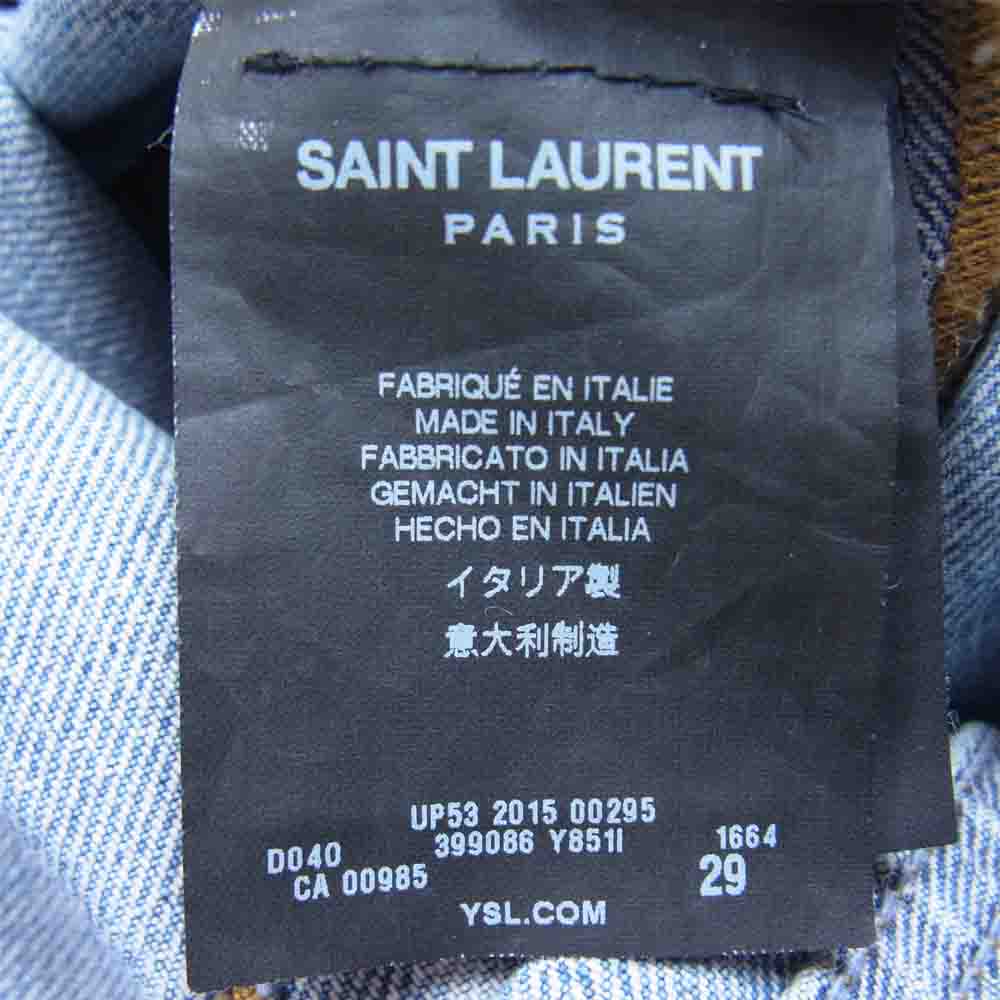 SAINT LAURENT
PARIS
FABRIQUÉ EN ITALIE
MADE IN ITALY
FABBRICATO IN ITALIA
GEMACHT IN ITALIEN
HECHO EN ITALIA
イタリア製
意大利制造
UP53 2015 00295
D040 399086 Y851I 1664
CA 00985 29
YSL.COM